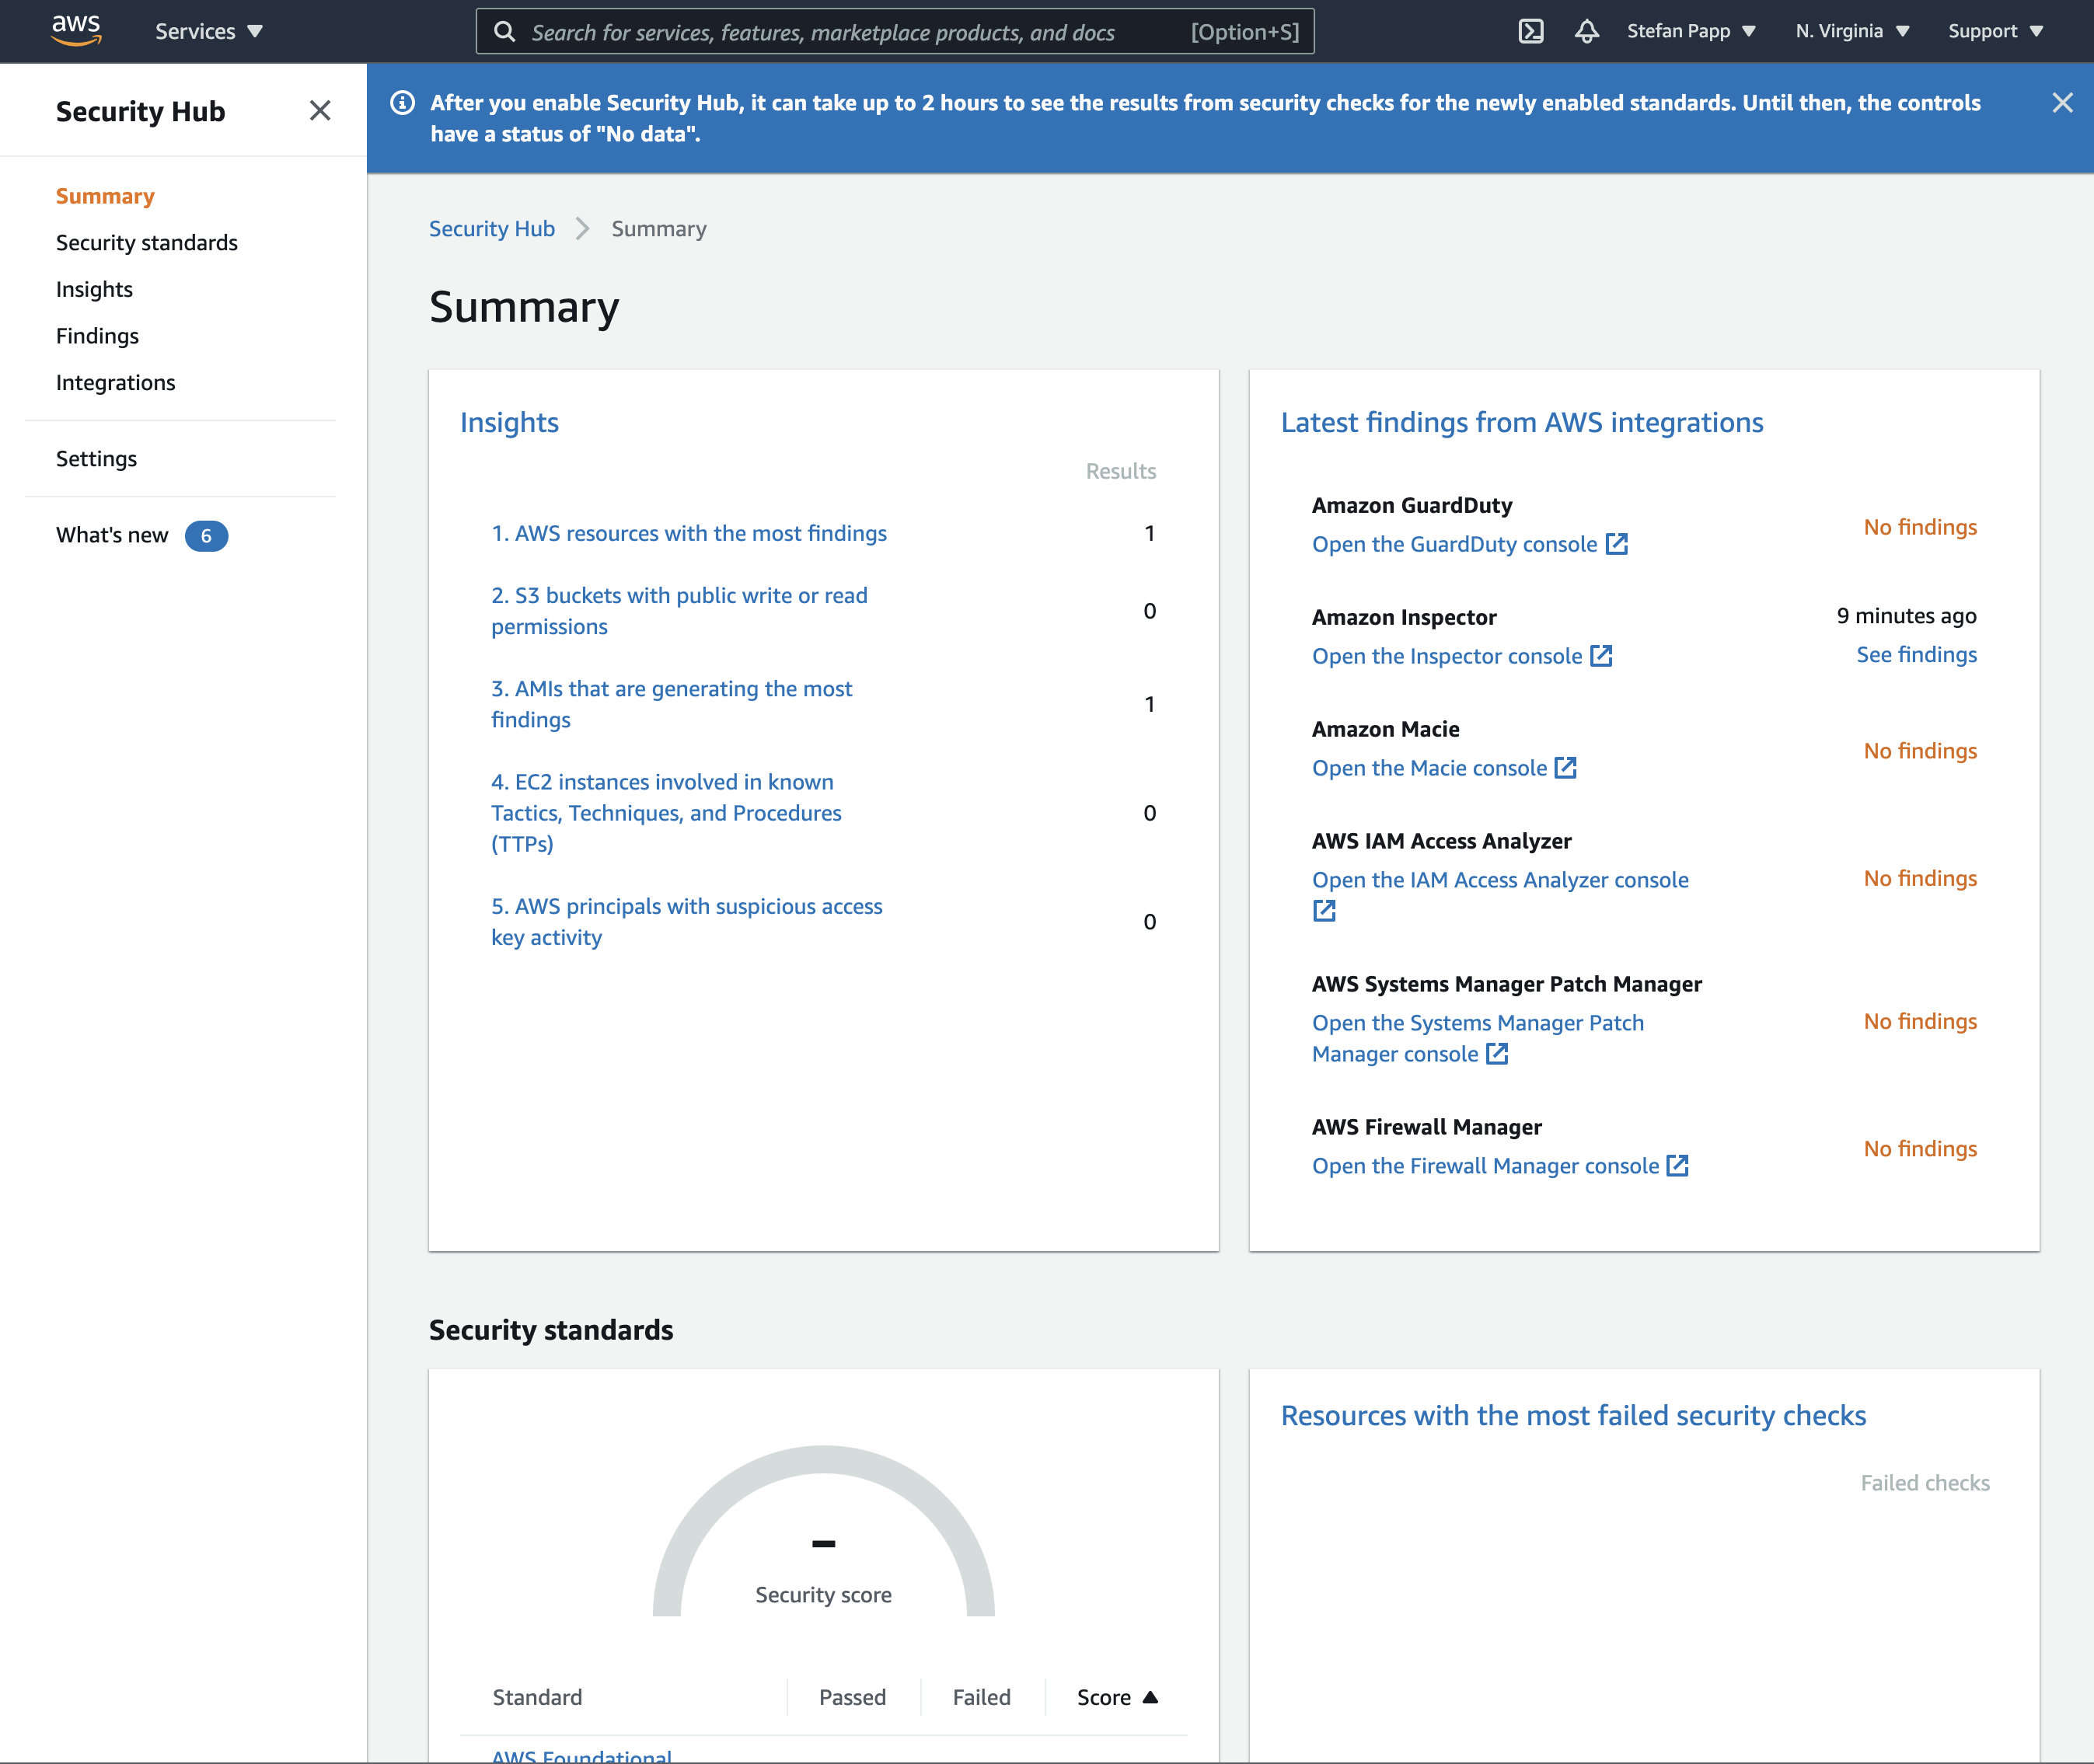 aws
Services
Search for services, features, marketplace products, and docs [Option+S]
Stefan Papp
N. Virginia
Support
Security Hub
Summary
Security standards
Insights
Findings
Integrations
Settings
What's new 6
After you enable Security Hub, it can take up to 2 hours to see the results from security checks for the newly enabled standards. Until then, the controls
have a status of "No data".
Security Hub Summary
Summary
Insights
Results
1. AWS resources with the most findings 1
2. S3 buckets with public write or read
permissions
0
3. AMIs that are generating the most
findings
1
4. EC2 instances involved in known
Tactics, Techniques, and Procedures
(TTPs)
0
5. AWS principals with suspicious access
key activity
0
Latest findings from AWS integrations
Amazon GuardDuty
Open the GuardDuty console
No findings
Amazon Inspector
Open the Inspector console
9 minutes ago
See findings
Amazon Macie
Open the Macie console
No findings
AWS IAM Access Analyzer
Open the IAM Access Analyzer console
No findings
AWS Systems Manager Patch Manager
Open the Systems Manager Patch
Manager console
No findings
AWS Firewall Manager
Open the Firewall Manager console
No findings
Security standards
–
Security score
Standard Passed Failed Score
AWS Foundational
Resources with the most failed security checks
Failed checks